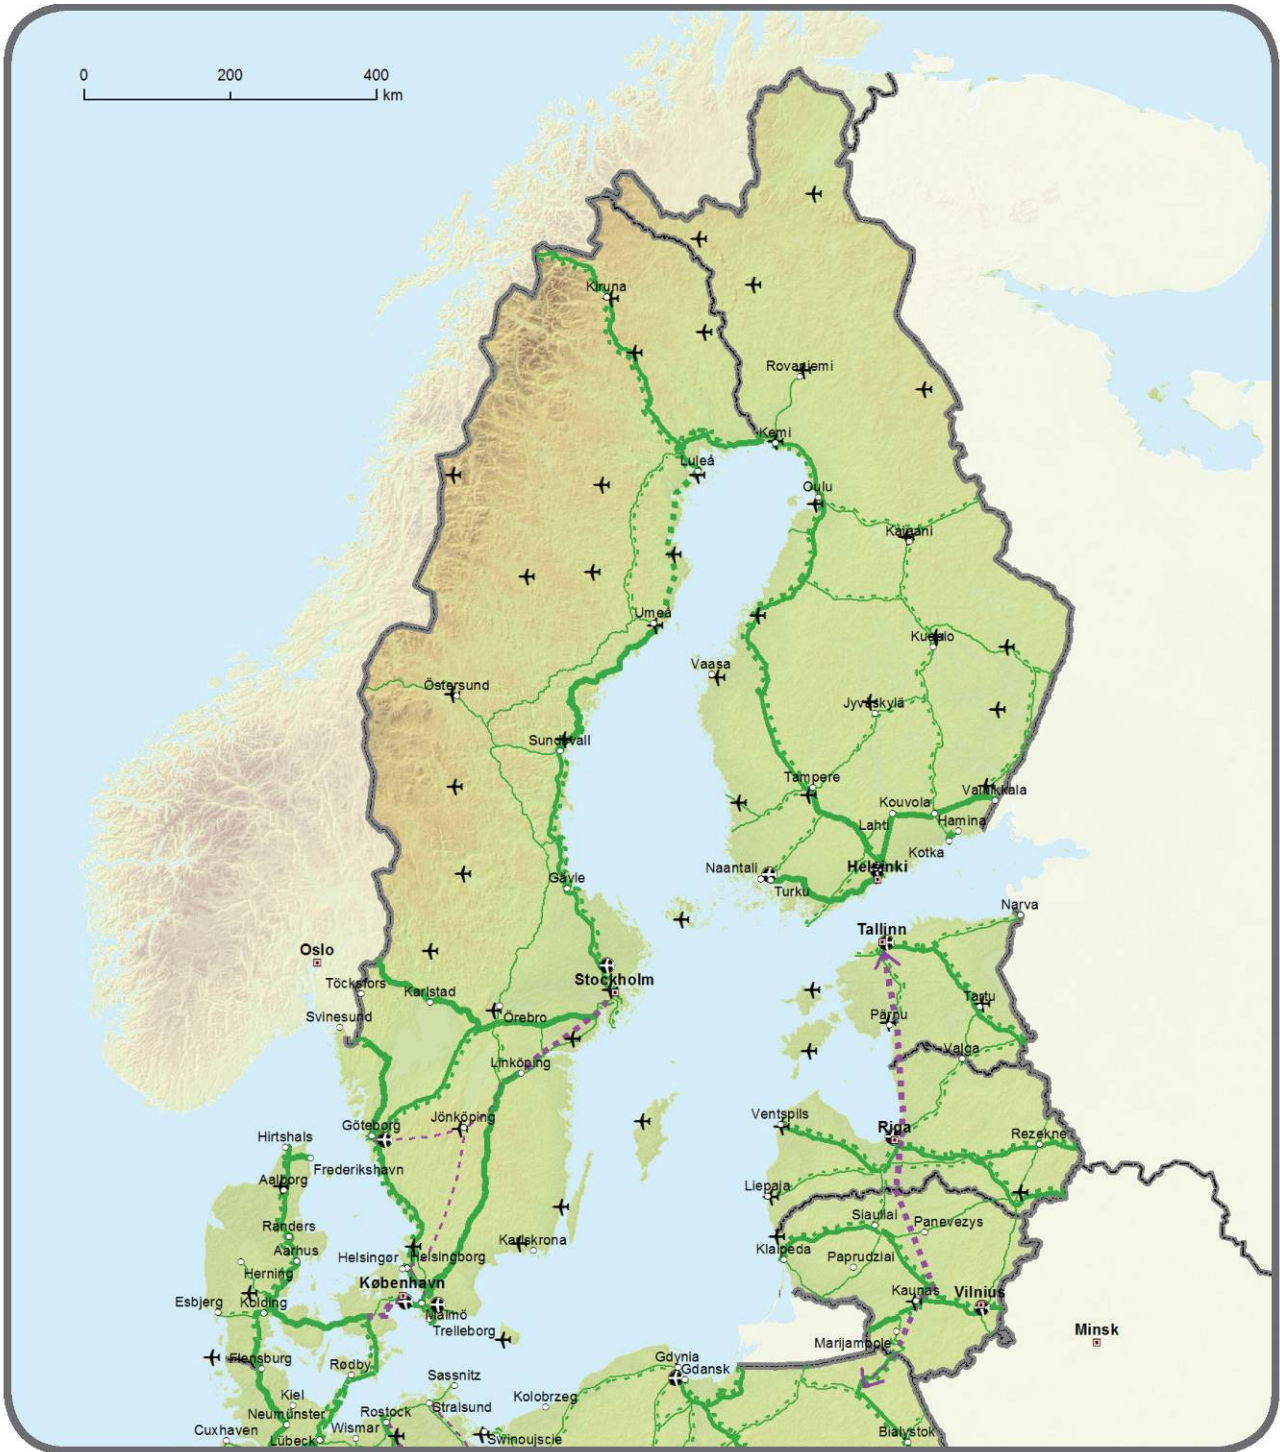 0 200 400
km
Kiruna
Rovaniemi
Kemi
Luleå
Oulu
Kajaani
Umeå
Kuopio
Vaasa
Östersund
Jyväskylä
Sundsvall
Tampere
Vainikkala
Kouvola
Lahti
Hamina
Kotka
Helsinki
Naantali
Turku
Gävle
Narva
Tallinn
Oslo
Stockholm
Töcksfors
Karlstad
Tartu
Svinesund
Örebro
Pärnu
Valga
Linköping
Ventspils
Jönköping
Göteborg
Riga
Rezekne
Hirtshals
Frederikshavn
Aalborg
Liepaja
Siauliai
Panevezys
Randers
Karlskrona
Klaipeda
Aarhus
Helsingør
Helsingborg
Paprudziai
Herning
København
Kaunas
Vilnius
Esbjerg
Kolding
Malmö
Trelleborg
Minsk
Marijampole
Flensburg
Rødby
Gdynia
Gdansk
Sassnitz
Kiel
Kolobrzeg
Stralsund
Neumünster
Rostock
Cuxhaven
Wismar
Lübeck
Swinoujscie
Bialystok